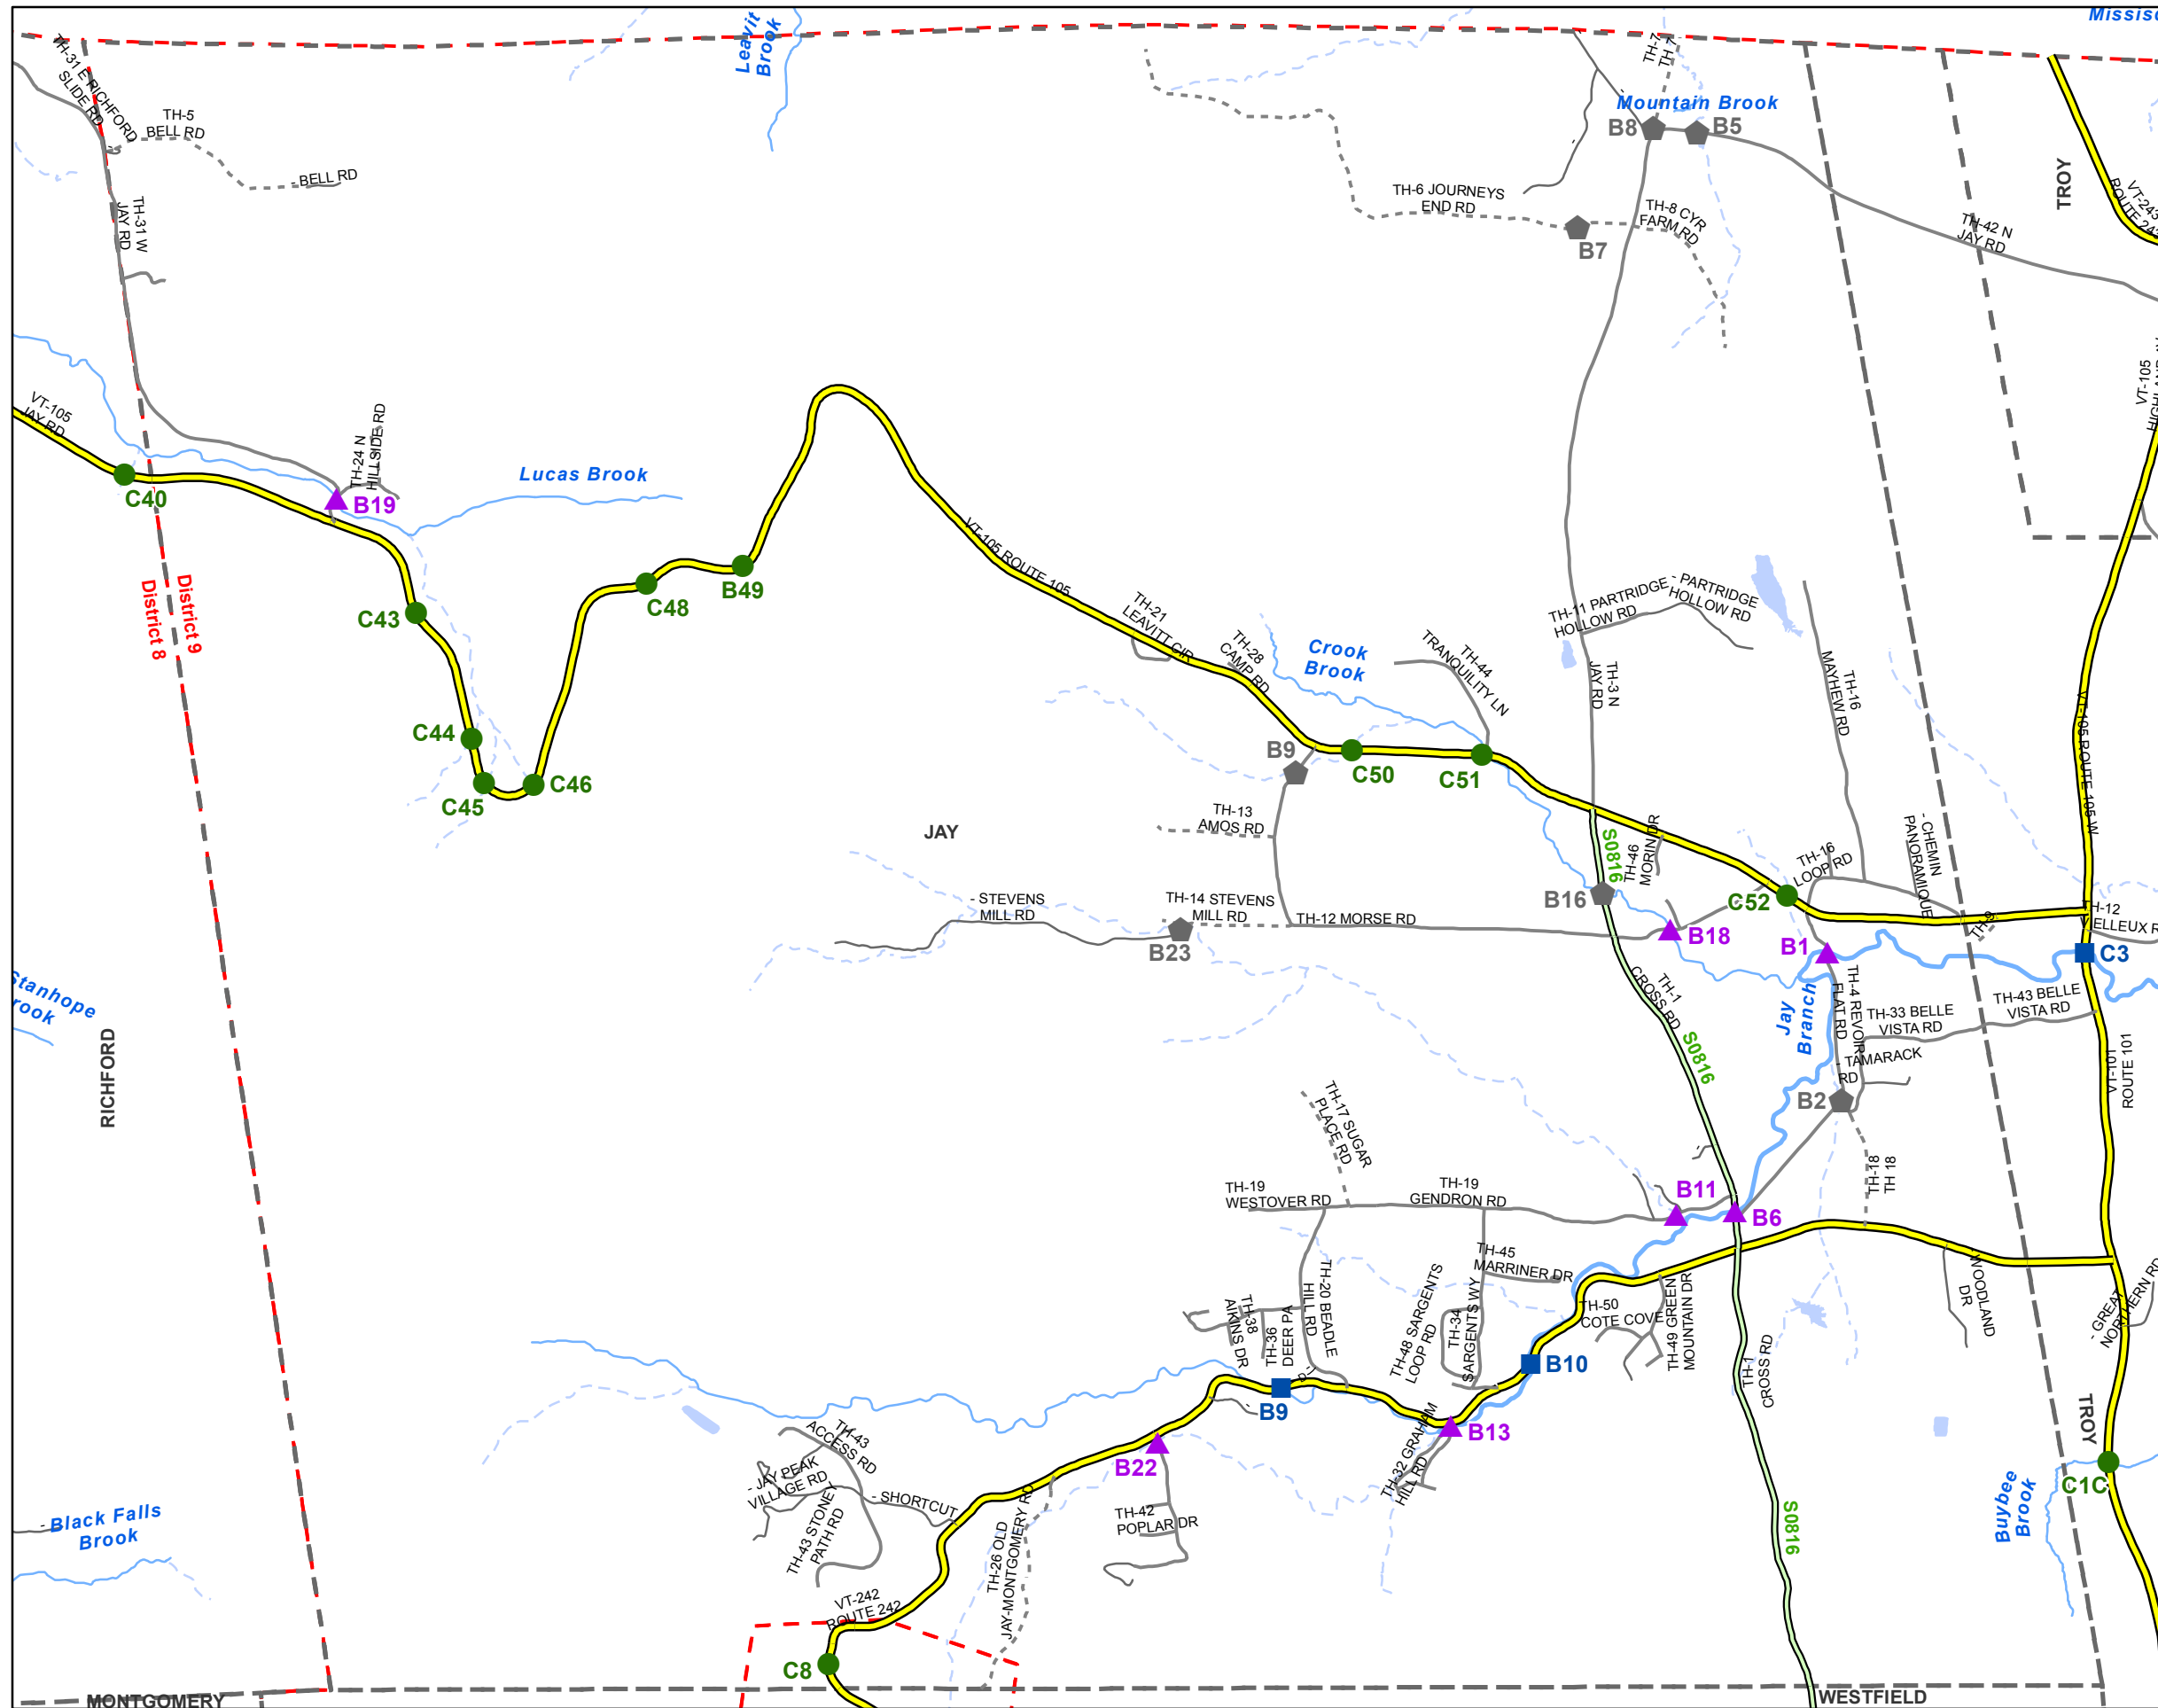 Leavit
Brook
TH-31 E RICHFORD
SLIDE RD
TH-5
BELL RD
- BELL RD
TH-31 W
JAY RD
TH-7
TH 7
Mountain Brook
B8
B5
TROY
VT-243
TH-6 JOURNEYS
END RD
TH-8 CYR
FARM RD
B7
TH-42 N
JAY RD
VT-105
JAY RD
C40
TH-24 N
HILLSIDE RD
B19
Lucas Brook
VT-105
District 8
District 9
C43
C48
B49
VT-105 ROUTE 105
TH-21
LEAVITT CIR
TH-28
CAMP RD
Crook
Brook
TH-44
TRANQUILITY LN
TH-11 PARTRIDGE
HOLLOW RD
- PARTRIDGE
HOLLOW RD
TH-3 N
JAY RD
TH-16
MAYHEW RD
VT-105 ROUTE 105 W
C44
C45
C46
B9
C50
C51
JAY
TH-13
AMOS RD
S0816
TH-46
MORIN DR
TH-16
LOOP RD
- CHEMIN
PANORAMIQUE
- STEVENS
MILL RD
TH-14 STEVENS
MILL RD
B23
TH-12 MORSE RD
B16
B18
C52
B1
TH-12
C3
TH-1
CROSS RD
Jay
Branch
TH-4 REVOIR
FLAT RD
TH-33 BELLE
VISTA RD
TH-43 BELLE
VISTA RD
- TAMARACK
RD
S0816
B2
VT-101
ROUTE 101
RICHFORD
TH-17 SUGAR
PLACE RD
TH-18
TH 18
TH-19
WESTOVER RD
TH-19
GENDRON RD
B11
B6
TH-45
MARRINER DR
TH-20 BEADLE
HILL RD
TH-38
AIKINS DR
TH-36
DEER PA
TH-48 SARGENTS
LOOP RD
TH-34
SARGENTS WY
TH-50
COTE COVE
TH-49 GREEN
MOUNTAIN DR
- WOODLAND
DR
- GREAT
NORTHERN RD
TH-1
CROSS RD
B10
B9
B13
TH-32 GRAHAM
HILL RD
B22
TH-43
ACCESS RD
- JAY PEAK
VILLAGE RD
TH-43 STONEY
PATH RD
- SHORTCUT
TH-42
POPLAR DR
TH-26 OLD
JAY-MONTGOMERY RD
VT-242
ROUTE 242
C8
TROY
C1C
Buybee
Brook
S0816
Black Falls
Brook
MONTGOMERY
WESTFIELD